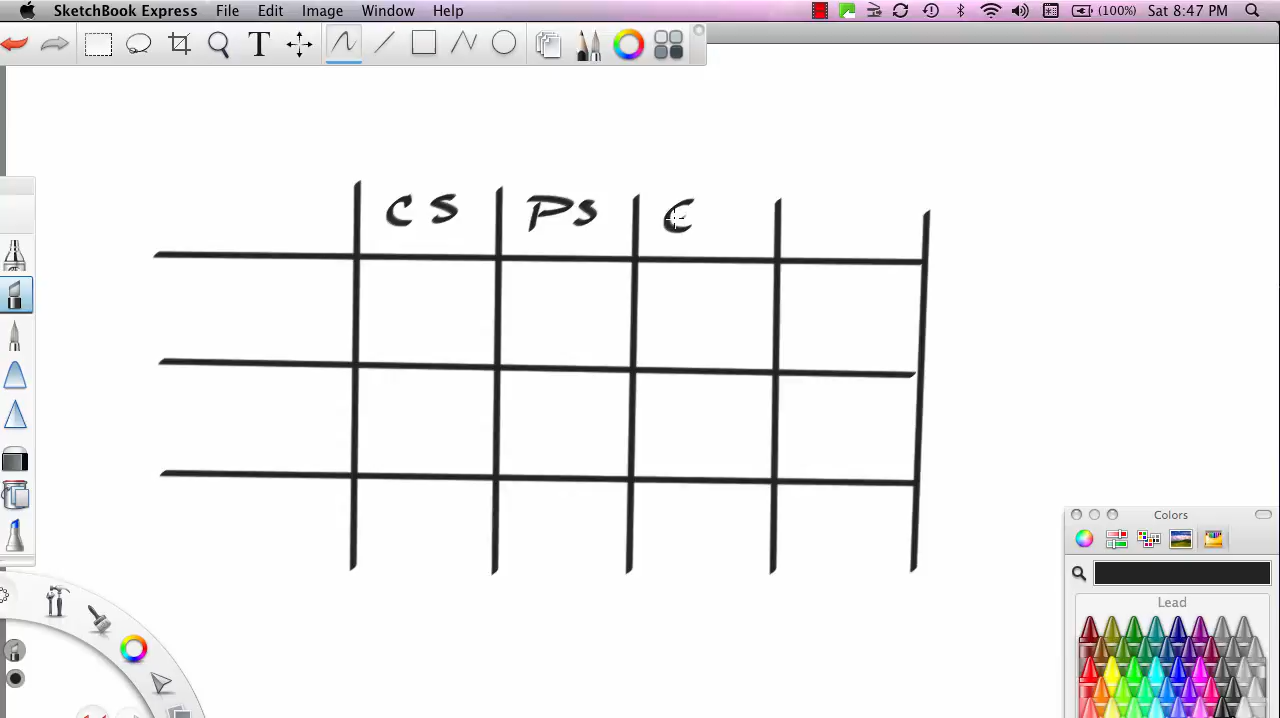 SketchBook Express File Edit Image Window Help (100%) Sat 8:47 PM
T
CS PS C
Colors
Lead